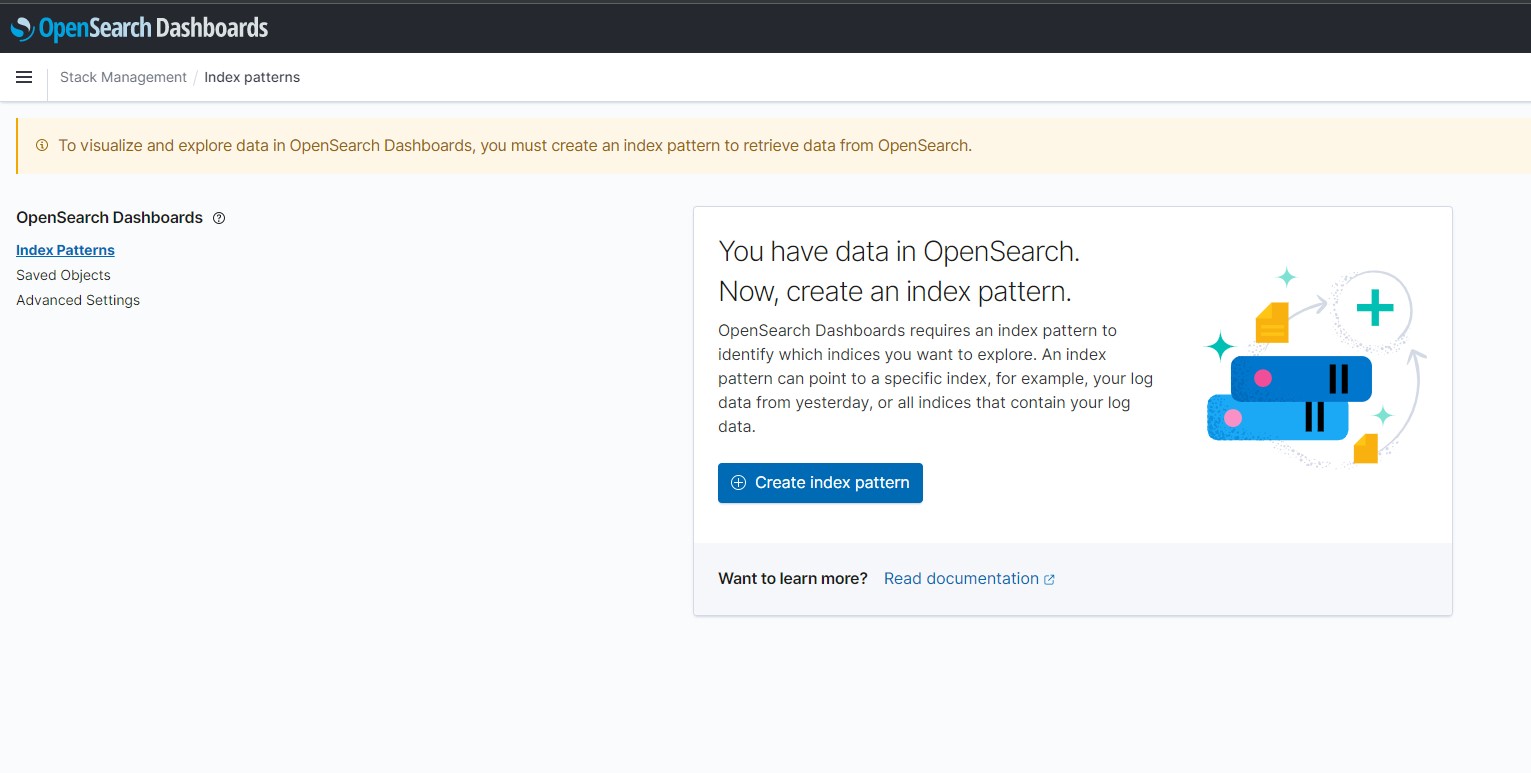 OpenSearch Dashboards
Stack Management / Index patterns
To visualize and explore data in OpenSearch Dashboards, you must create an index pattern to retrieve data from OpenSearch.
OpenSearch Dashboards
Index Patterns
Saved Objects
Advanced Settings
You have data in OpenSearch.
Now, create an index pattern.
OpenSearch Dashboards requires an index pattern to
identify which indices you want to explore. An index
pattern can point to a specific index, for example, your log
data from yesterday, or all indices that contain your log
data.
Create index pattern
Want to learn more? Read documentation